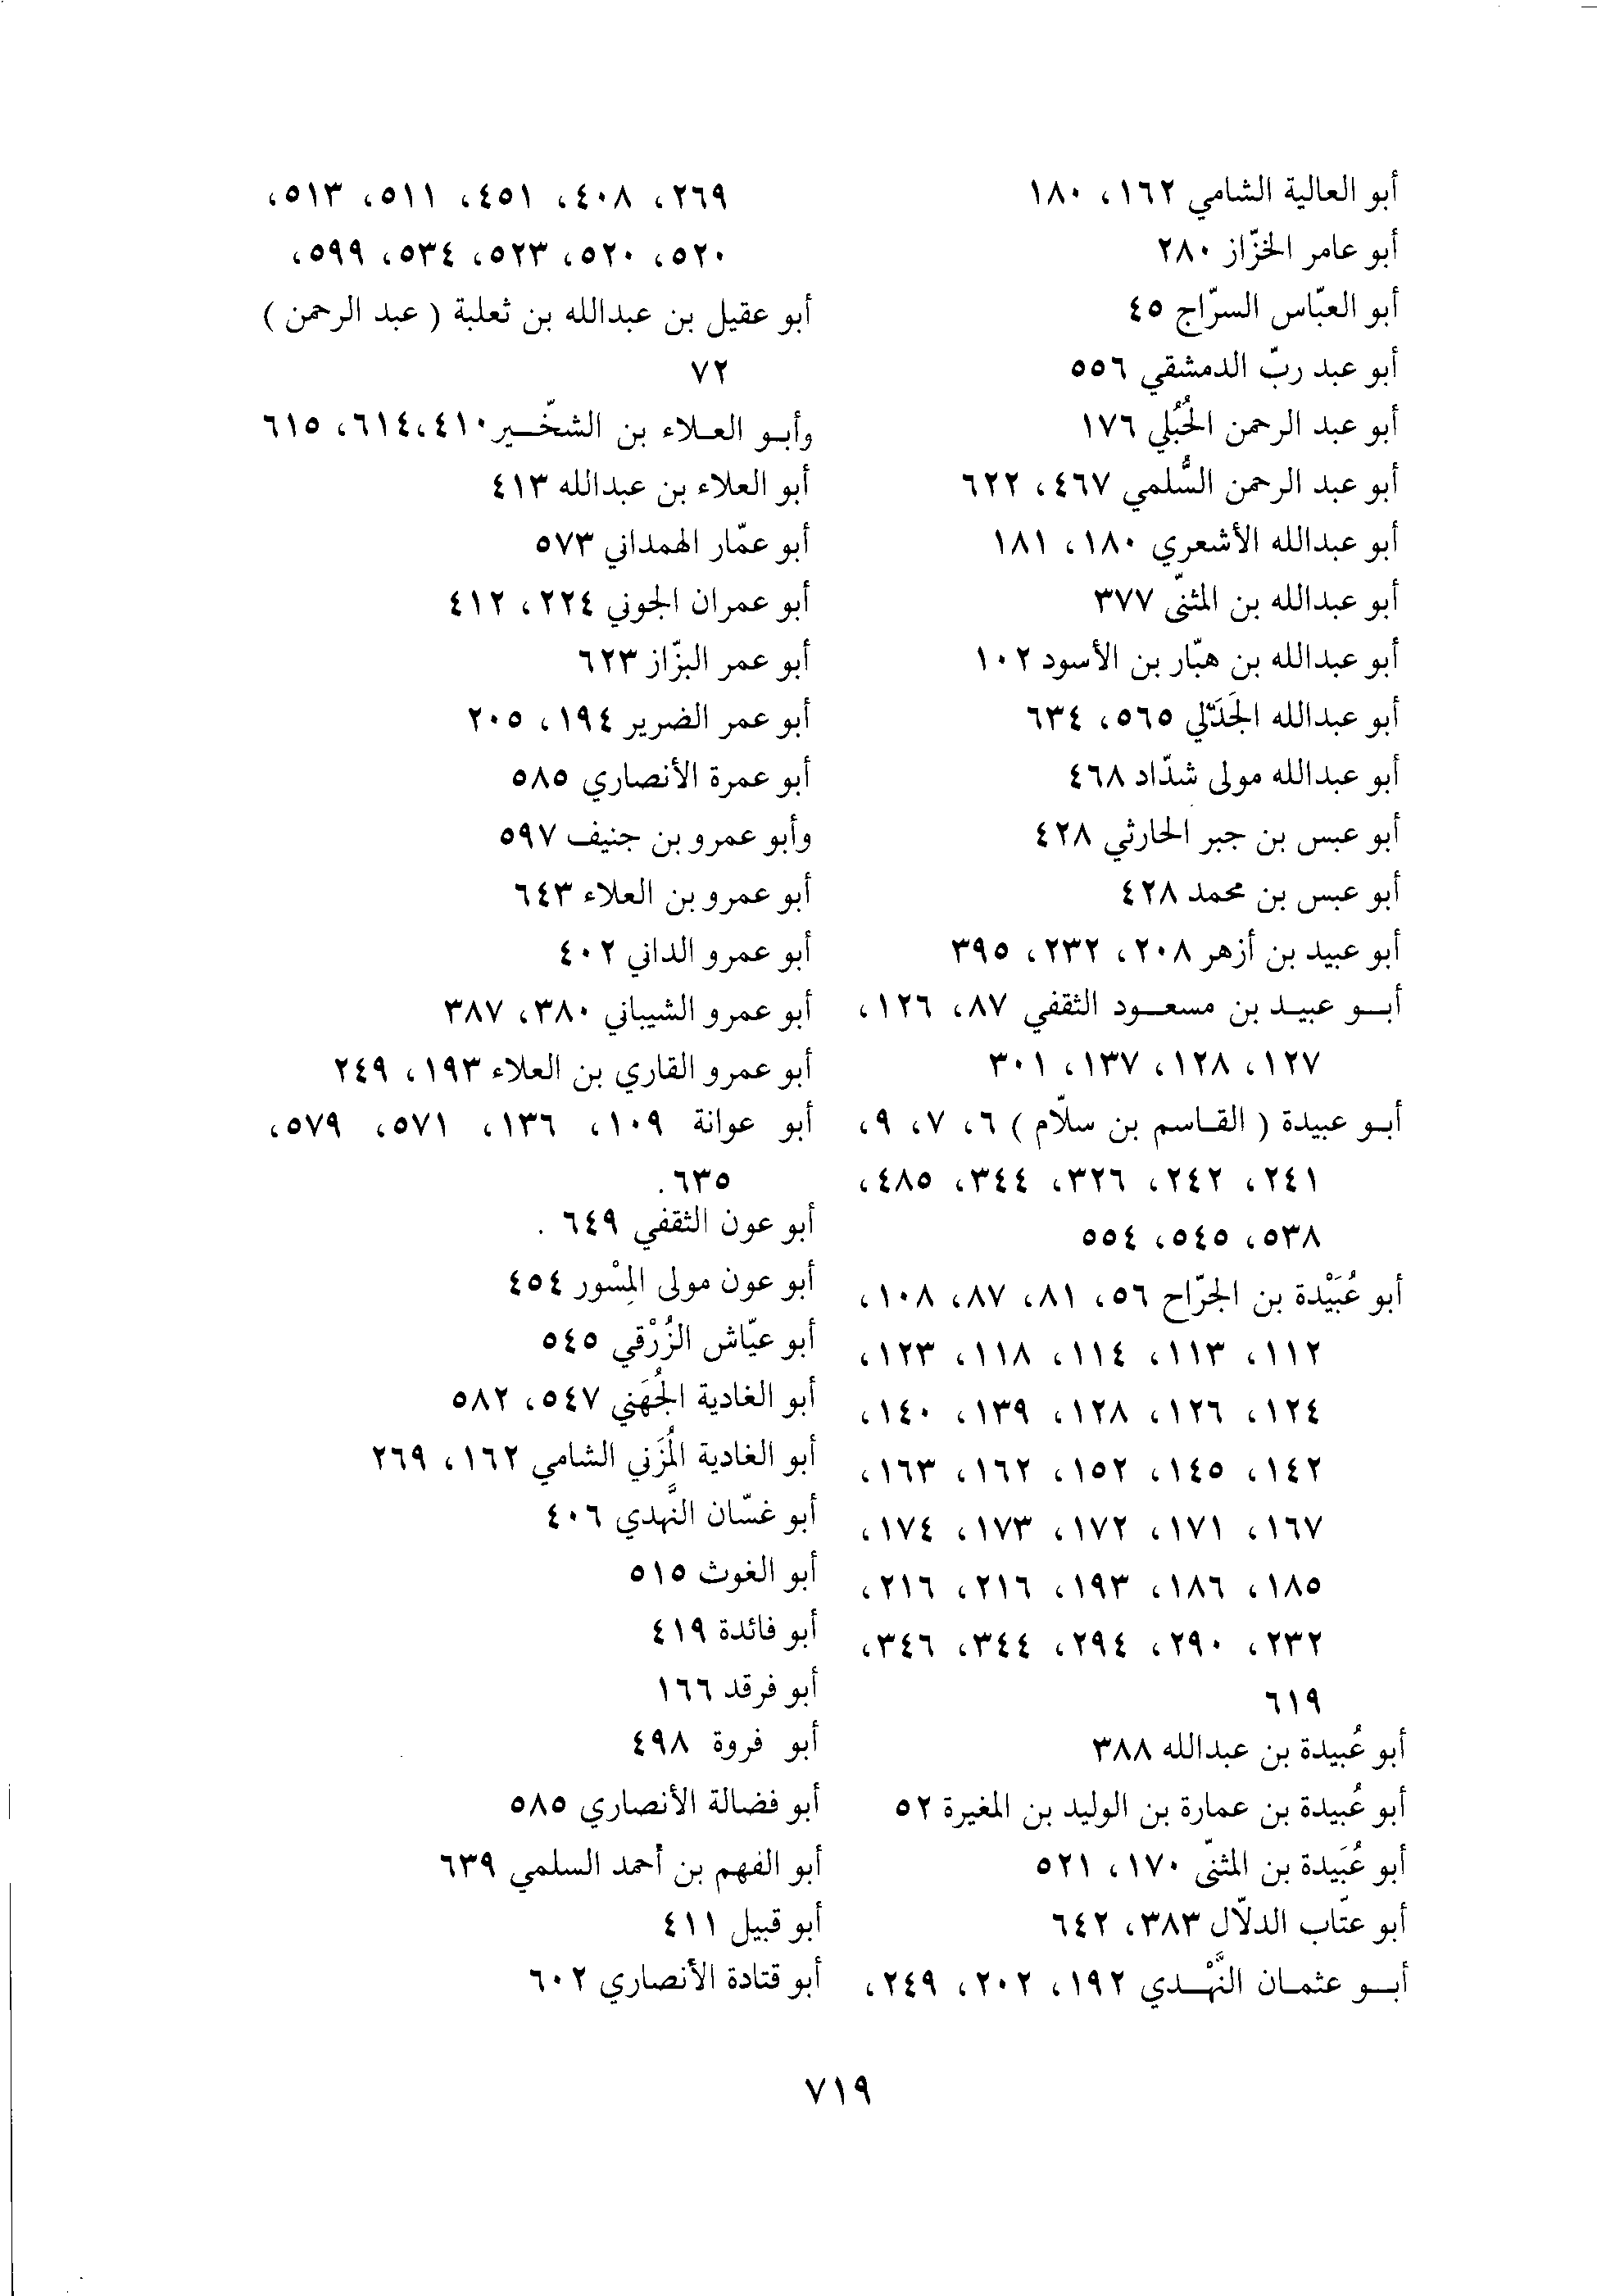 أبو العالية الشامي ١٦٢، ١٨٠
أبو عامر الخزّاز ٢٨٠
أبو العبّاس السرّاج ٤٥
أبو عبد ربّ الدمشقي ٥٥٦
أبو عبد الرحمن الحُبُلي ١٧٦
أبو عبد الرحمن السُّلمي ٤٦٧، ٦٢٢
أبو عبدالله الأشعري ١٨٠، ١٨١
أبو عبدالله بن المثنّى ٣٧٧
أبو عبدالله بن هبّار بن الأسود ١٠٢
أبو عبدالله الجَدَلي ٥٦٥، ٦٣٤
أبو عبدالله مولى شدّاد ٤٦٨
أبو عبس بن جبر الحارثي ٤٢٨
أبو عبس بن محمد ٤٢٨
أبو عبيد بن أزهر ٢٠٨، ٢٣٢، ٣٩٥
أبــو عبيـد بن مسعــود الثقفي ٨٧، ١٢٦،
١٢٧، ١٢٨، ١٣٧، ٣٠١
أبـو عبيدة ( القـاسم بن سلّام ) ٦، ٧، ٩،
٢٤١، ٢٤٢، ٣٢٦، ٣٤٤، ٤٨٥،
٥٣٨، ٥٤٥، ٥٥٤
أبو عُبَيْدة بن الجرّاح ٥٦، ٨١، ٨٧، ١٠٨،
١١٢، ١١٣، ١١٤، ١١٨، ١٢٣،
١٢٤، ١٢٦، ١٢٨، ١٣٩، ١٤٠،
١٤٢، ١٤٥، ١٥٢، ١٦٢، ١٦٣،
١٦٧، ١٧١، ١٧٢، ١٧٣، ١٧٤،
١٨٥، ١٨٦، ١٩٣، ٢١٦، ٢١٦،
٢٣٢، ٢٩٠، ٢٩٤، ٣٤٤، ٣٤٦،
٦١٩
أبو عُبيدة بن عبدالله ٣٨٨
أبو عُبيدة بن عمارة بن الوليد بن المغيرة ٥٢
أبو عُبَيدة بن المثنّى ١٧٠، ٥٢١
أبو عتّاب الدلّال ٣٨٣، ٦٤٢
أبــو عثمـان النَّهْــدي ١٩٢، ٢٠٢، ٢٤٩،
٢٦٩، ٤٠٨، ٤٥١، ٥١١، ٥١٣،
٥٢٠، ٥٢٠، ٥٢٣، ٥٣٤، ٥٩٩،
أبو عقيل بن عبدالله بن ثعلبة ( عبد الرحمن )
٧٢
وأبـو العـلاء بن الشخّــير٤١٠،٦١٤، ٦١٥
أبو العلاء بن عبدالله ٤١٣
أبو عمّار الهمداني ٥٧٣
أبو عمران الجوني ٢٢٤، ٤١٢
أبو عمر البزّاز ٦٢٣
أبو عمر الضرير ١٩٤، ٢٠٥
أبو عمرة الأنصاري ٥٨٥
وأبو عمرو بن جنيف ٥٩٧
أبو عمرو بن العلاء ٦٤٣
أبو عمرو الداني ٤٠٢
أبو عمرو الشيباني ٣٨٠، ٣٨٧
أبو عمرو القاري بن العلاء ١٩٣، ٢٤٩
أبو عوانة ١٠٩، ١٣٦، ٥٧١، ٥٧٩،
٦٣٥.
أبو عون الثقفي ٦٤٩ .
أبو عون مولى المِسْور ٤٥٤
أبو عيّاش الزُرْقي ٥٤٥
أبو الغادية الجُهَني ٥٤٧، ٥٨٢
أبو الغادية المُزَني الشامي ١٦٢، ٢٦٩
أبو غسّان النَّهدي ٤٠٦
أبو الغوث ٥١٥
أبو فائدة ٤١٩
أبو فرقد ١٦٦
أبو فروة ٤٩٨
أبو فضالة الأنصاري ٥٨٥
أبو الفهم بن أحمد السلمي ٦٣٩
أبو قبيل ٤١١
أبو قتادة الأنصاري ٦٠٢
٧١٩